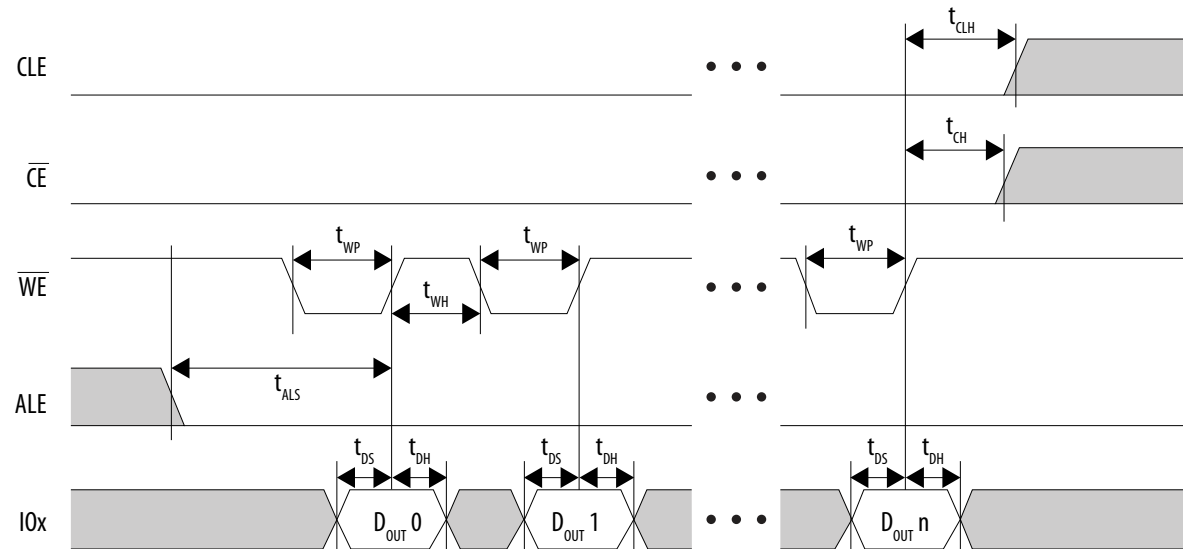 tCLH
CLE
tCH
CE
tWP tWP tWP
WE
tWH
tALS
ALE
tDS tDH tDS tDH tDS tDH
IOx DOUT 0 DOUT 1 DOUT n